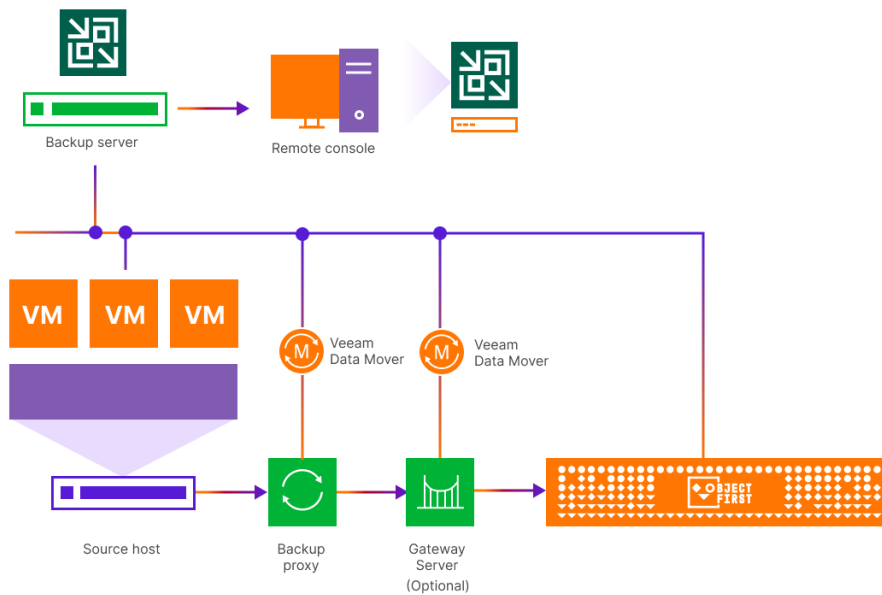 Backup server
Remote console
VM
VM
VM
M
Veeam
Data Mover
M
Veeam
Data Mover
OBJECT
FIRST
Source host
Backup
proxy
Gateway
Server
(Optional)